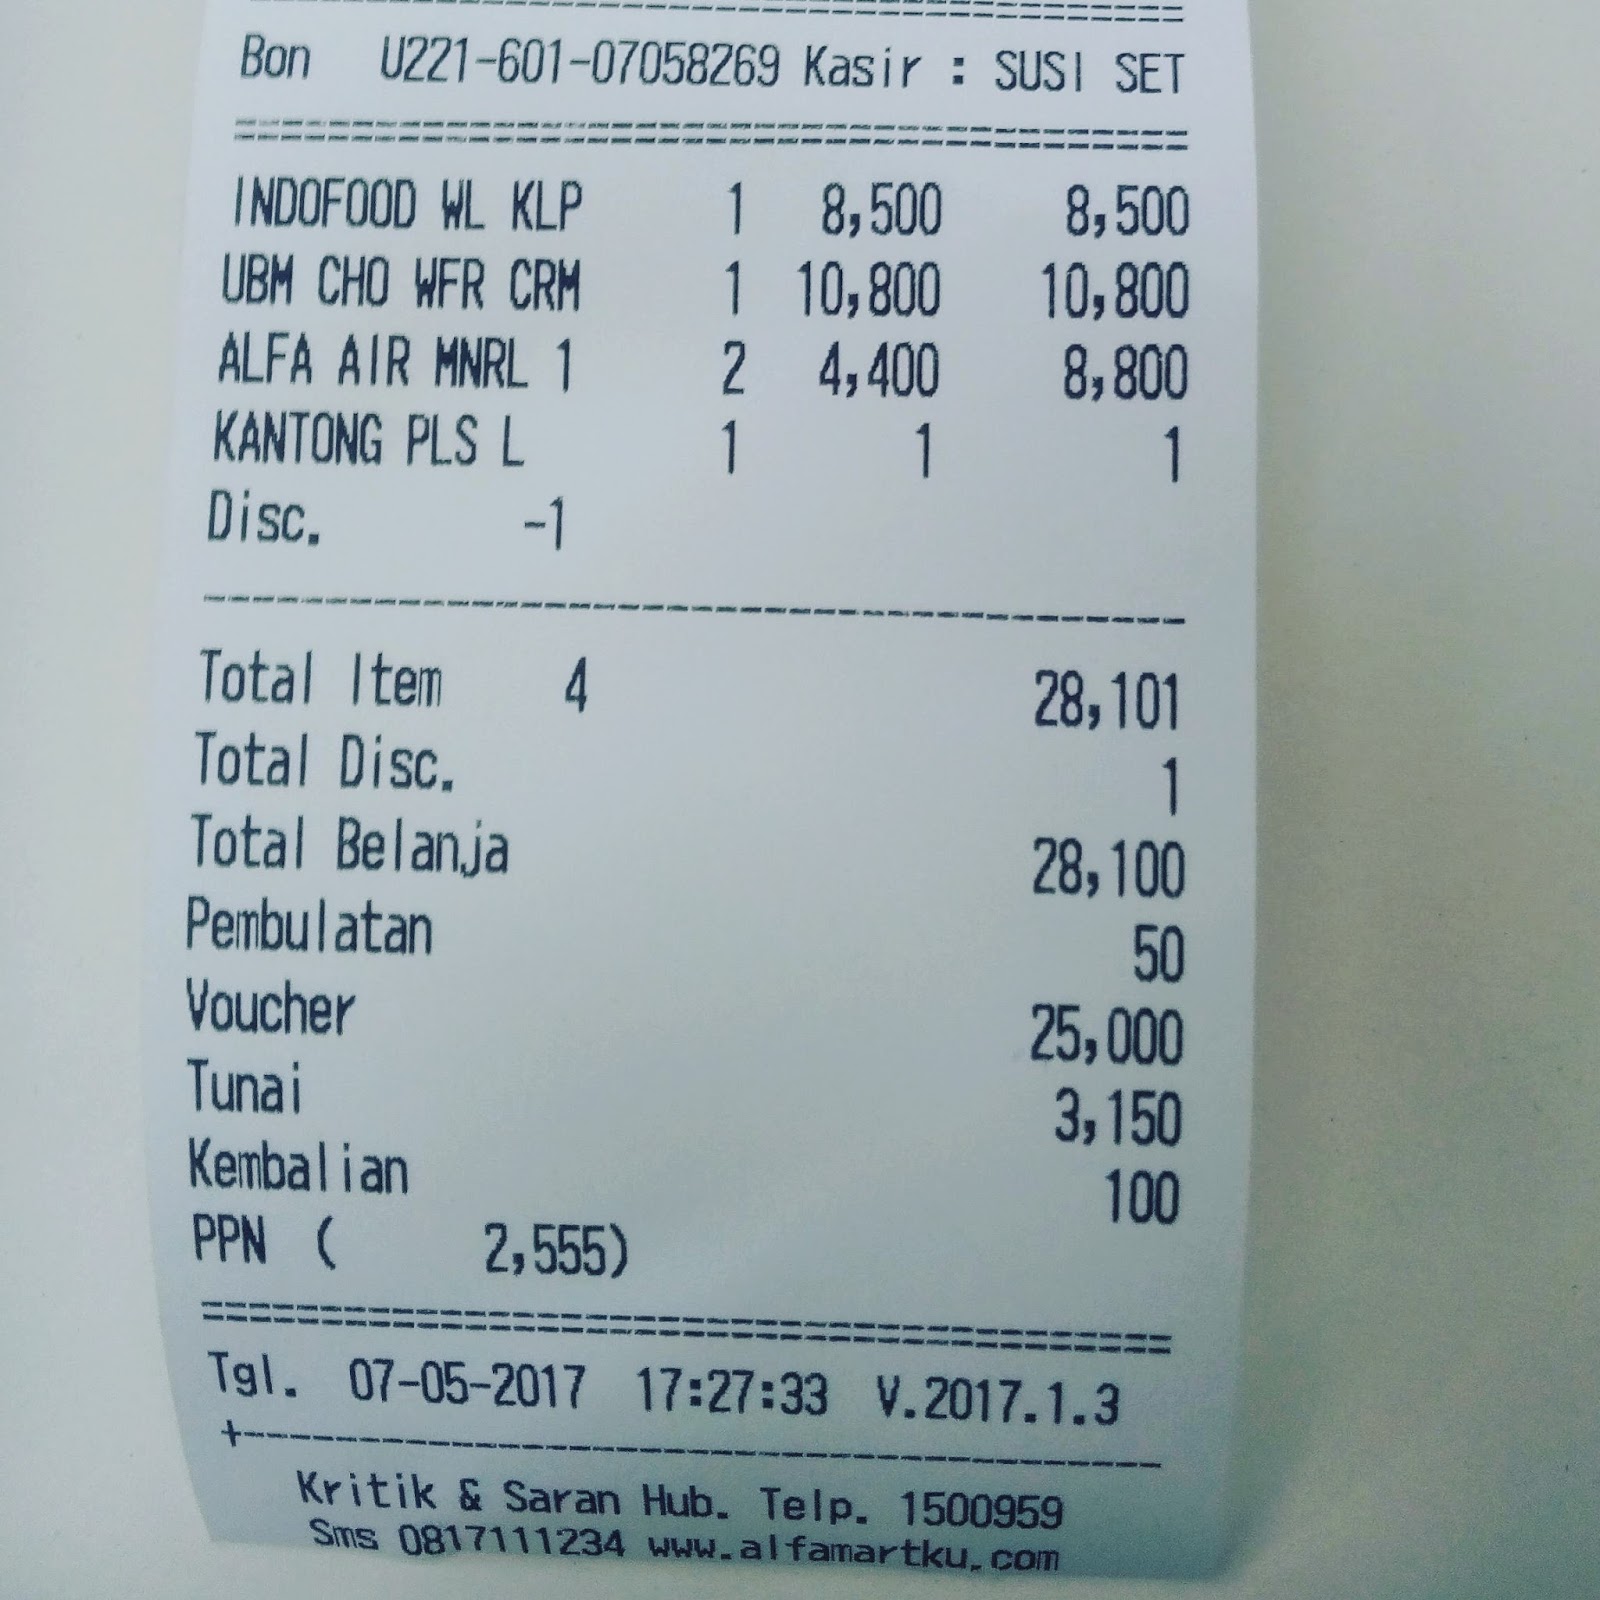 Bon U221-601-07058269 Kasir : SUSI SET
INDOFOOD WL KLP 1 8,500 8,500
UBM CHO WFR CRM 1 10,800 10,800
ALFA AIR MNRL 1 2 4,400 8,800
KANTONG PLS L 1 1 1
Disc. -1
Total Item 4 28,101
Total Disc. 1
Total Belanja 28,100
Pembulatan 50
Voucher 25,000
Tunai 3,150
Kembalian 100
PPN ( 2,555)
Tgl. 07-05-2017 17:27:33 V.2017.1.3
Kritik & Saran Hub. Telp. 1500959
Sms 0817111234 www.alfamartku.com